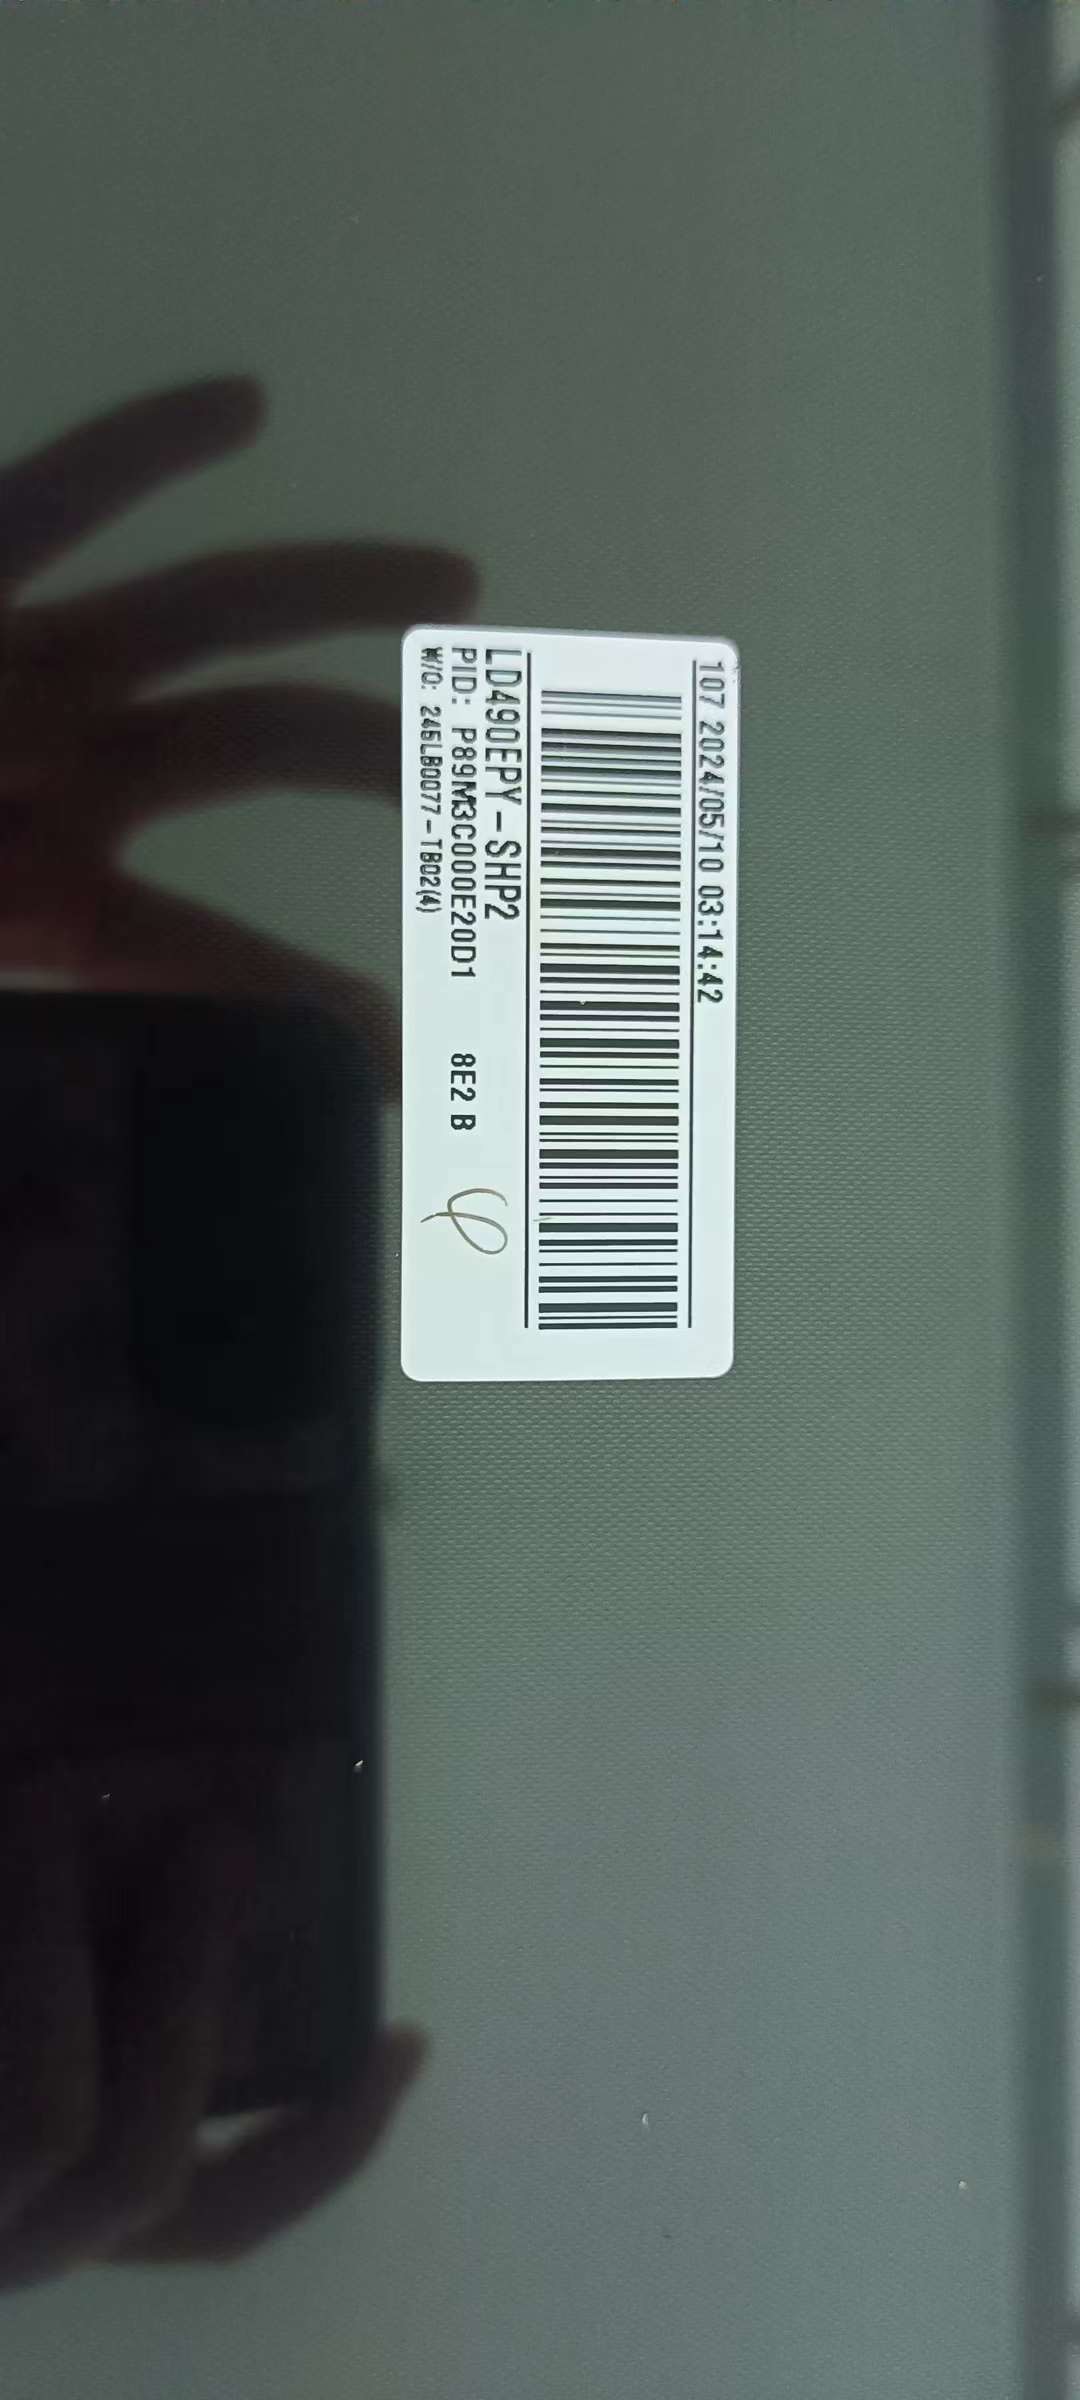 107 2024/05/10 03:14:42
LD490EPY-SHP2
PID: P89M3C000E20D1 8E2 B
W/O: 245LB0077-TB02(4)